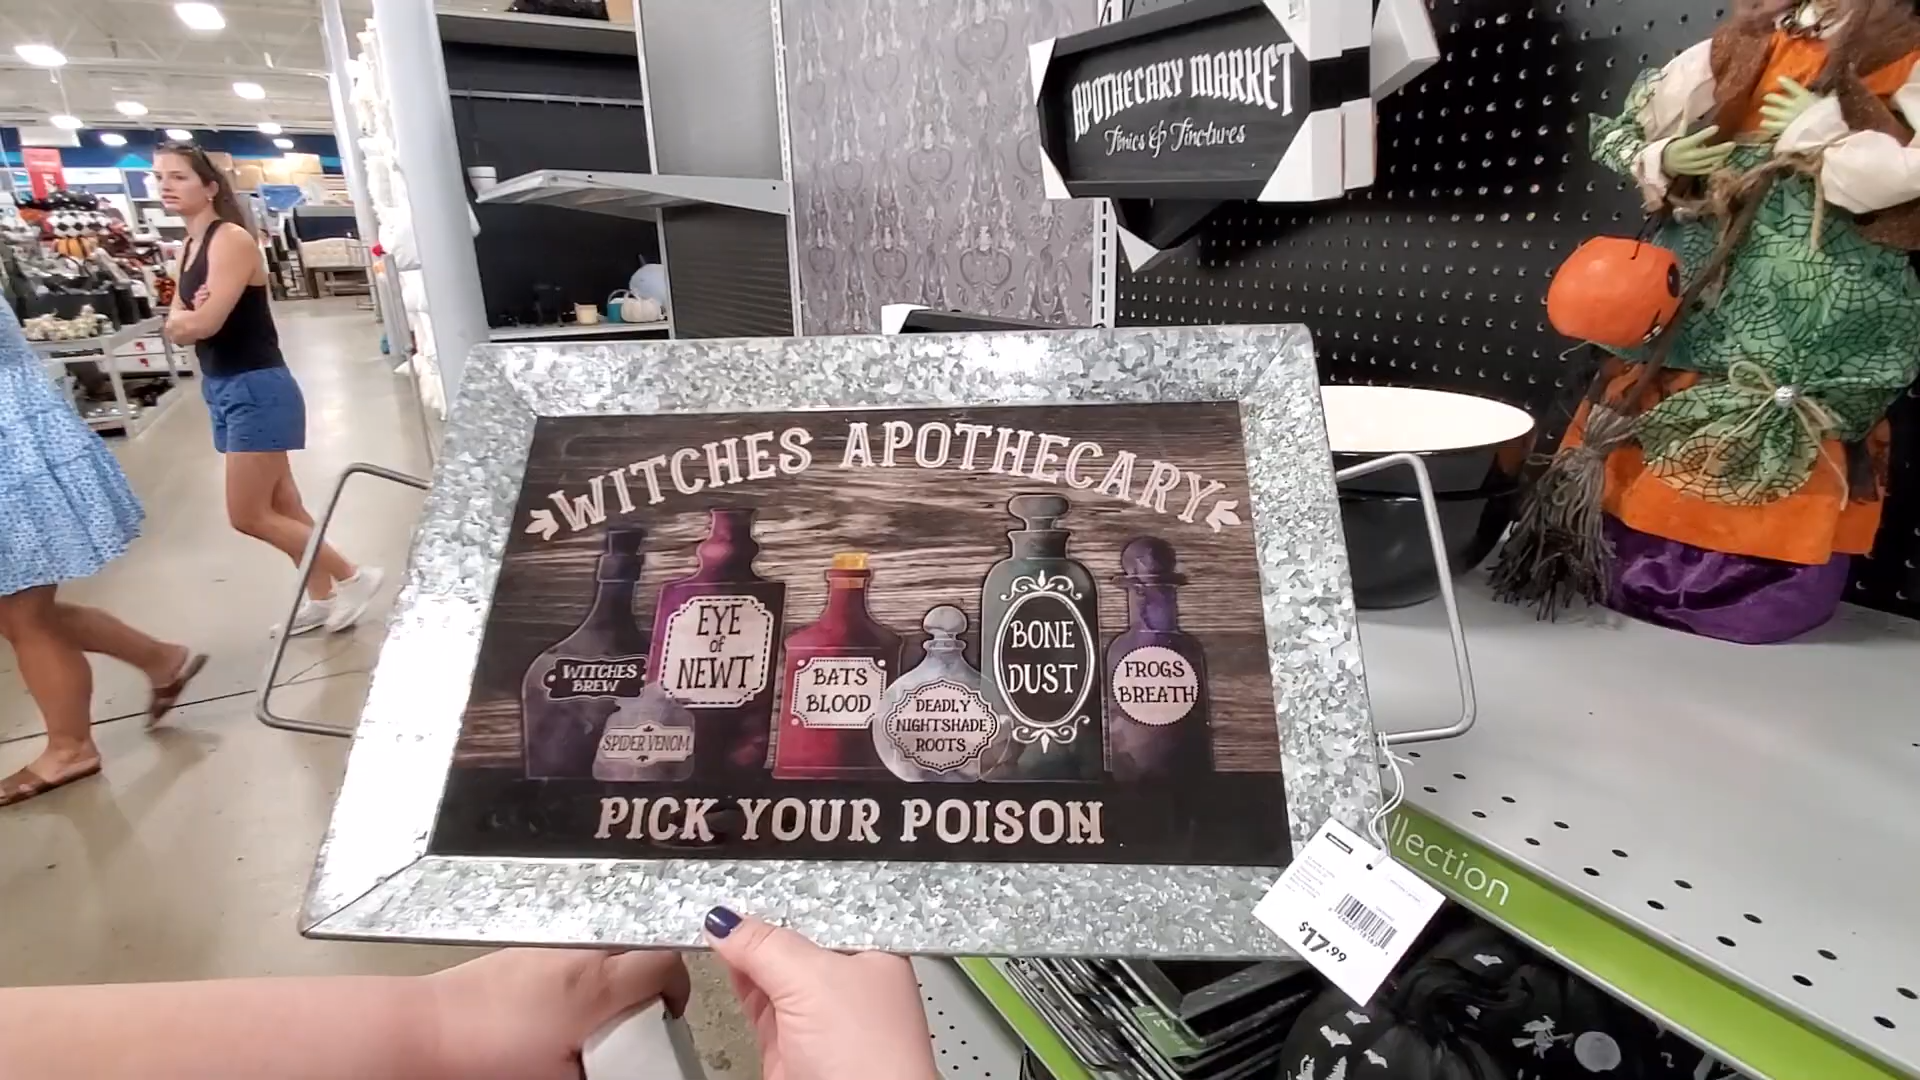 APOTHECARY MARKET
Tonics & Tinctures
WITCHES APOTHECARY
WITCHES
BREW
EYE
of
NEWT
SPIDER VENOM
BATS
BLOOD
DEADLY
NIGHTSHADE
ROOTS
BONE
DUST
FROGS
BREATH
PICK YOUR POISON
llection
$17.99